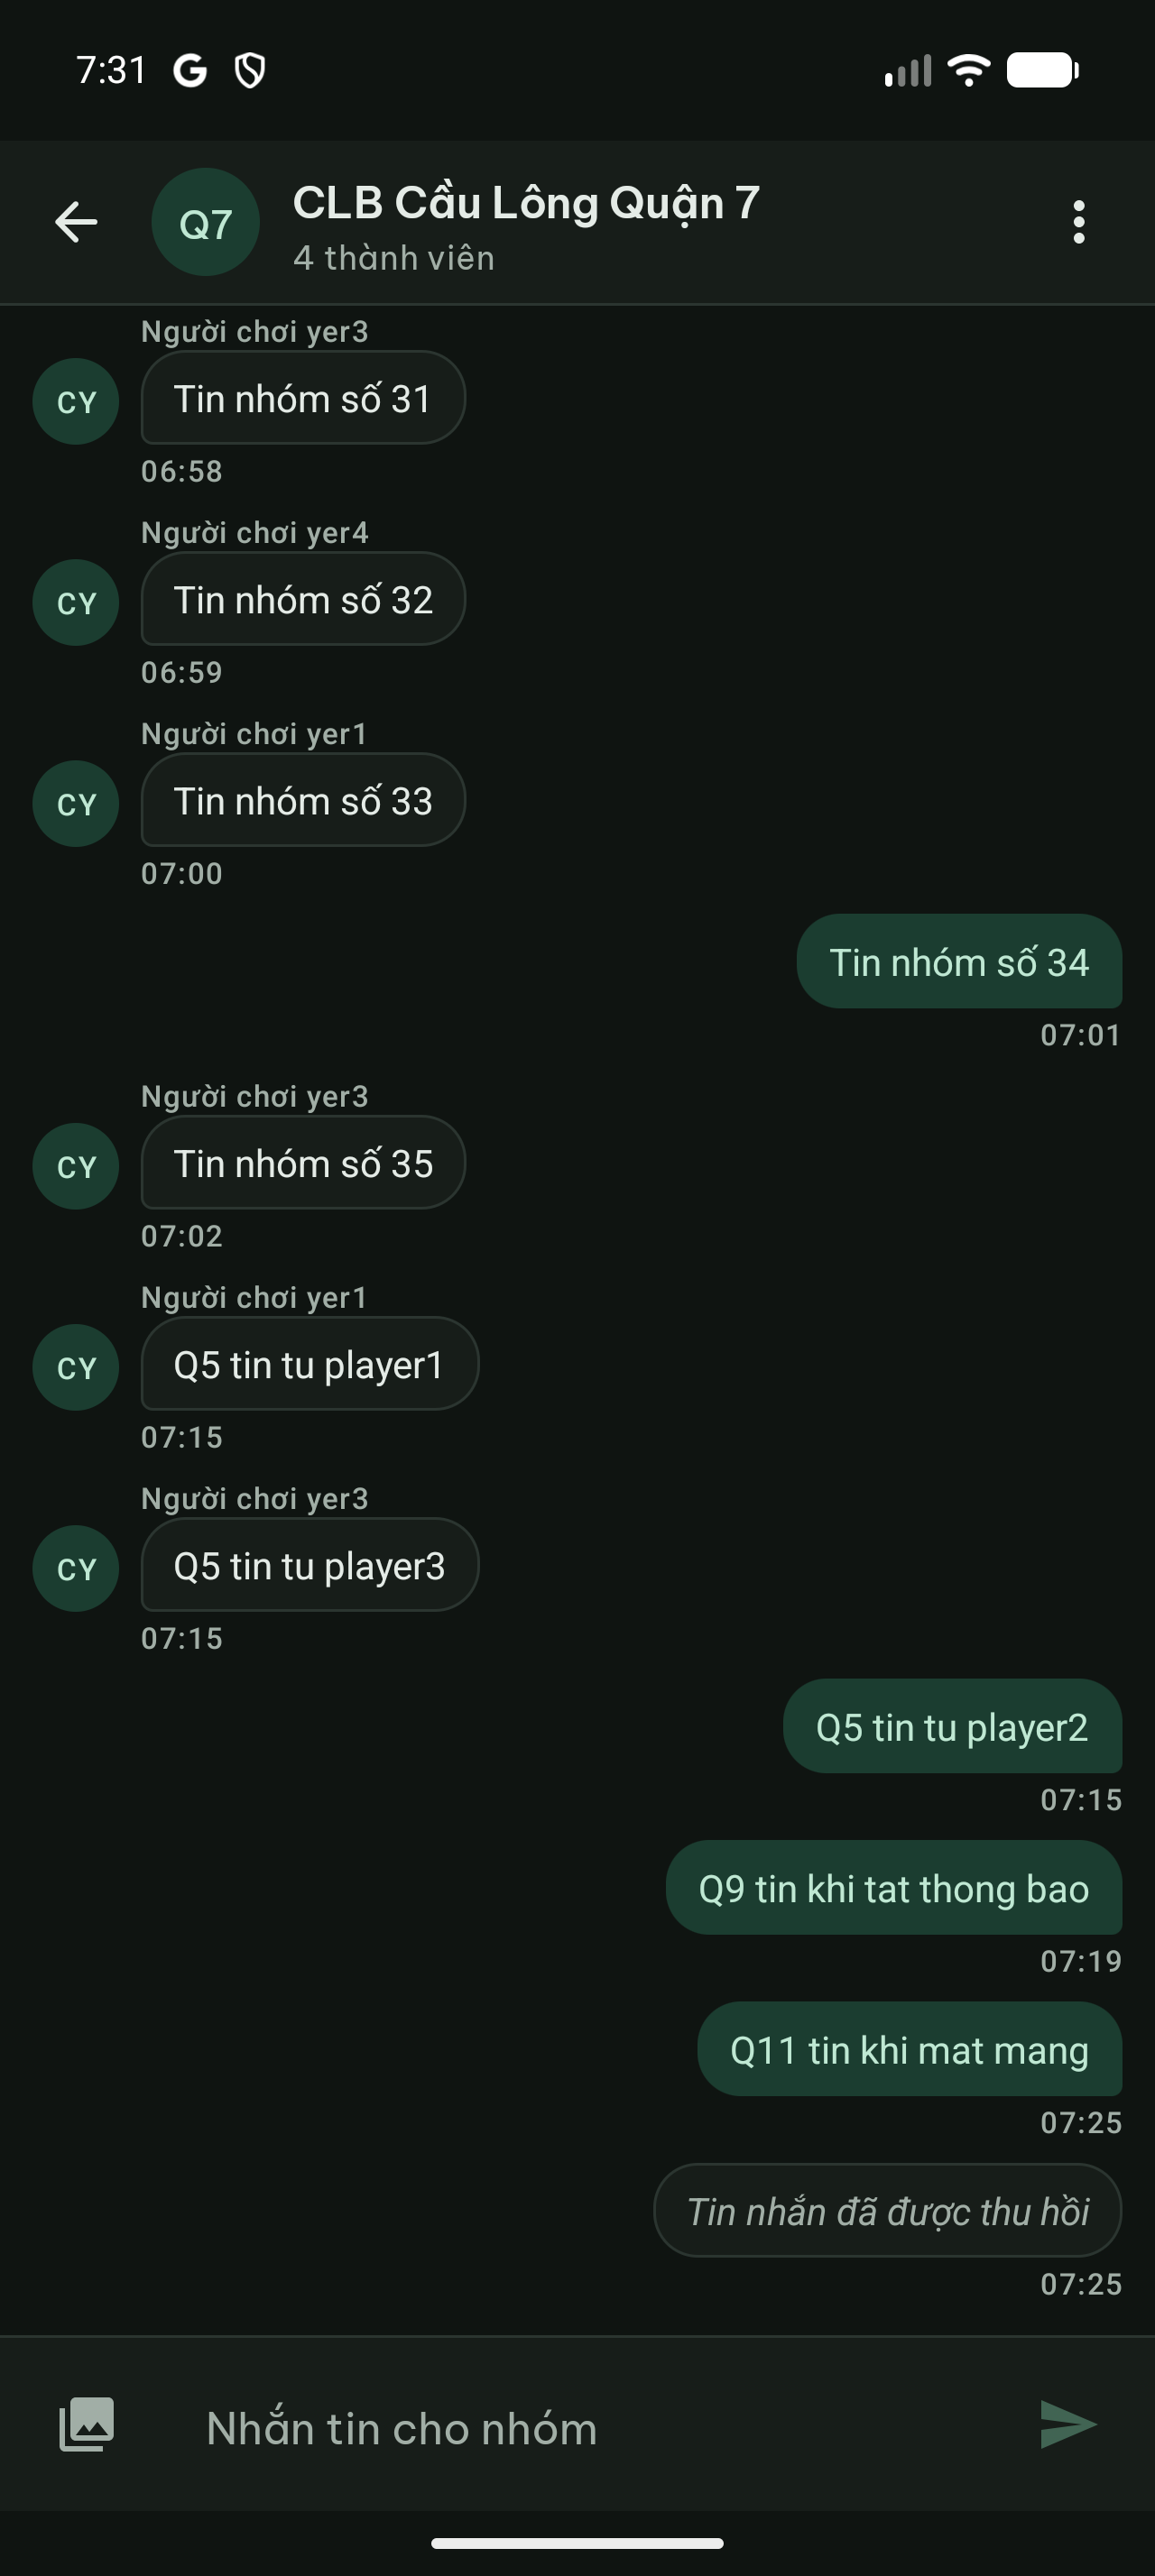 7:31
Q7
CLB Cầu Lông Quận 7
4 thành viên
Người chơi yer3
CY
Tin nhóm số 31
06:58
Người chơi yer4
CY
Tin nhóm số 32
06:59
Người chơi yer1
CY
Tin nhóm số 33
07:00
Tin nhóm số 34
07:01
Người chơi yer3
CY
Tin nhóm số 35
07:02
Người chơi yer1
CY
Q5 tin tu player1
07:15
Người chơi yer3
CY
Q5 tin tu player3
07:15
Q5 tin tu player2
07:15
Q9 tin khi tat thong bao
07:19
Q11 tin khi mat mang
07:25
Tin nhắn đã được thu hồi
07:25
Nhắn tin cho nhóm